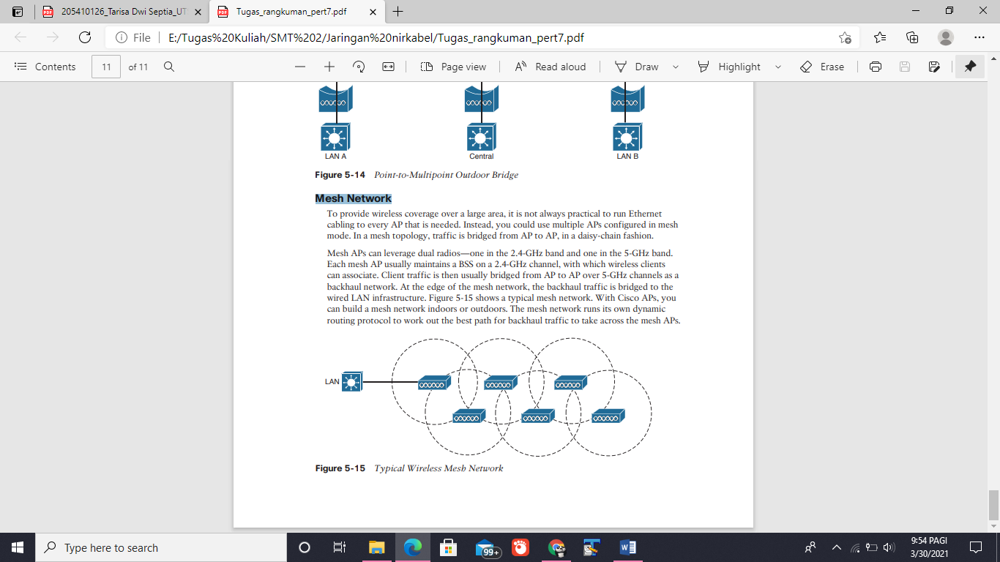 205410126_Tarisa Dwi Septia_UT
Tugas_rangkuman_pert7.pdf
File
E:/Tugas%20Kuliah/SMT%202/Jaringan%20nirkabel/Tugas_rangkuman_pert7.pdf
Contents
11
of 11
Page view
Read aloud
Draw
Highlight
Erase
LAN A
Central
LAN B
Figure 5-14 Point-to-Multipoint Outdoor Bridge
Mesh Network
To provide wireless coverage over a large area, it is not always practical to run Ethernet
cabling to every AP that is needed. Instead, you could use multiple APs configured in mesh
mode. In a mesh topology, traffic is bridged from AP to AP, in a daisy-chain fashion.
Mesh APs can leverage dual radios—one in the 2.4-GHz band and one in the 5-GHz band.
Each mesh AP usually maintains a BSS on a 2.4-GHz channel, with which wireless clients
can associate. Client traffic is then usually bridged from AP to AP over 5-GHz channels as a
backhaul network. At the edge of the mesh network, the backhaul traffic is bridged to the
wired LAN infrastructure. Figure 5-15 shows a typical mesh network. With Cisco APs, you
can build a mesh network indoors or outdoors. The mesh network runs its own dynamic
routing protocol to work out the best path for backhaul traffic to take across the mesh APs.
LAN
Figure 5-15 Typical Wireless Mesh Network
Type here to search
99+
9:54 PAGI
3/30/2021